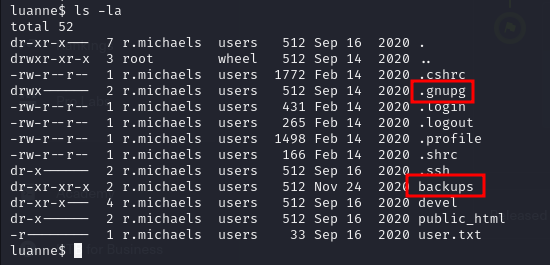 luanne$ ls -la
total 52
dr-xr-x---  7 r.michaels  users   512 Sep 16  2020 .
drwxr-xr-x  3 root        wheel   512 Sep 14  2020 ..
-rw-r--r--  1 r.michaels  users  1772 Feb 14  2020 .cshrc
drwx------  2 r.michaels  users   512 Sep 14  2020 .gnupg
-rw-r--r--  1 r.michaels  users   431 Feb 14  2020 .login
-rw-r--r--  1 r.michaels  users   265 Feb 14  2020 .logout
-rw-r--r--  1 r.michaels  users  1498 Feb 14  2020 .profile
-rw-r--r--  1 r.michaels  users   166 Feb 14  2020 .shrc
dr-x------  2 r.michaels  users   512 Sep 16  2020 .ssh
dr-xr-xr-x  2 r.michaels  users   512 Nov 24  2020 backups
dr-xr-x---  4 r.michaels  users   512 Sep 16  2020 devel
dr-x------  2 r.michaels  users   512 Sep 16  2020 public_html
-r--------  1 r.michaels  users    33 Sep 16  2020 user.txt
luanne$
for Business